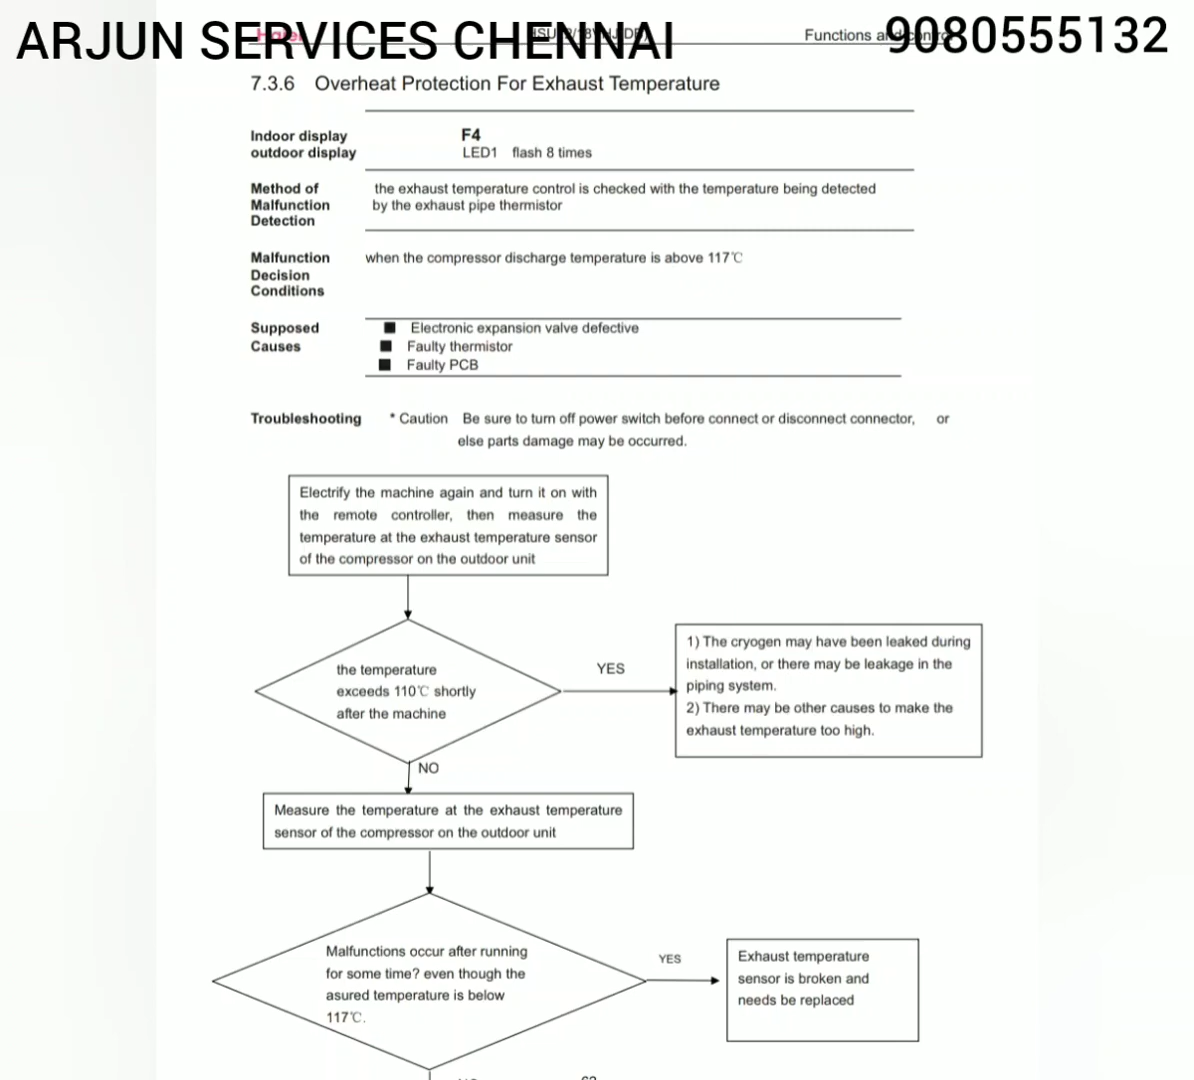 ARJUN SERVICES CHENNAI 9080555132
Haier
Functions and control
7.3.6 Overheat Protection For Exhaust Temperature
Indoor display F4
outdoor display LED1 flash 8 times
Method of the exhaust temperature control is checked with the temperature being detected
Malfunction by the exhaust pipe thermistor
Detection
Malfunction when the compressor discharge temperature is above 117℃
Decision
Conditions
Supposed ■ Electronic expansion valve defective
Causes ■ Faulty thermistor
■ Faulty PCB
Troubleshooting * Caution Be sure to turn off power switch before connect or disconnect connector, or
else parts damage may be occurred.
Electrify the machine again and turn it on with
the remote controller, then measure the
temperature at the exhaust temperature sensor
of the compressor on the outdoor unit
the temperature
exceeds 110℃ shortly
after the machine
YES
1) The cryogen may have been leaked during
installation, or there may be leakage in the
piping system.
2) There may be other causes to make the
exhaust temperature too high.
NO
Measure the temperature at the exhaust temperature
sensor of the compressor on the outdoor unit
Malfunctions occur after running
for some time? even though the
asured temperature is below
117℃.
YES
Exhaust temperature
sensor is broken and
needs be replaced